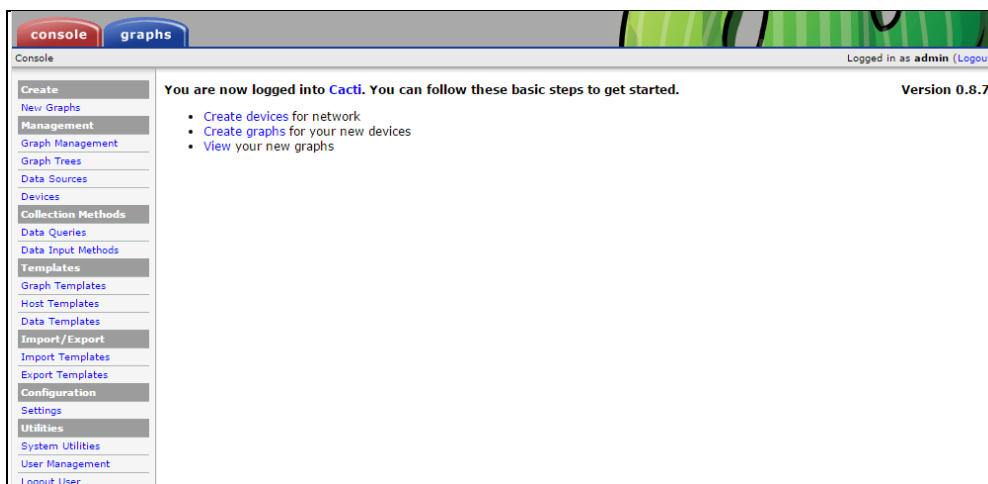 console graphs
Console
Logged in as admin (Logou
Create
New Graphs
Management
Graph Management
Graph Trees
Data Sources
Devices
Collection Methods
Data Queries
Data Input Methods
Templates
Graph Templates
Host Templates
Data Templates
Import/Export
Import Templates
Export Templates
Configuration
Settings
Utilities
System Utilities
User Management
Logout User
You are now logged into Cacti. You can follow these basic steps to get started.
Version 0.8.7
• Create devices for network
• Create graphs for your new devices
• View your new graphs